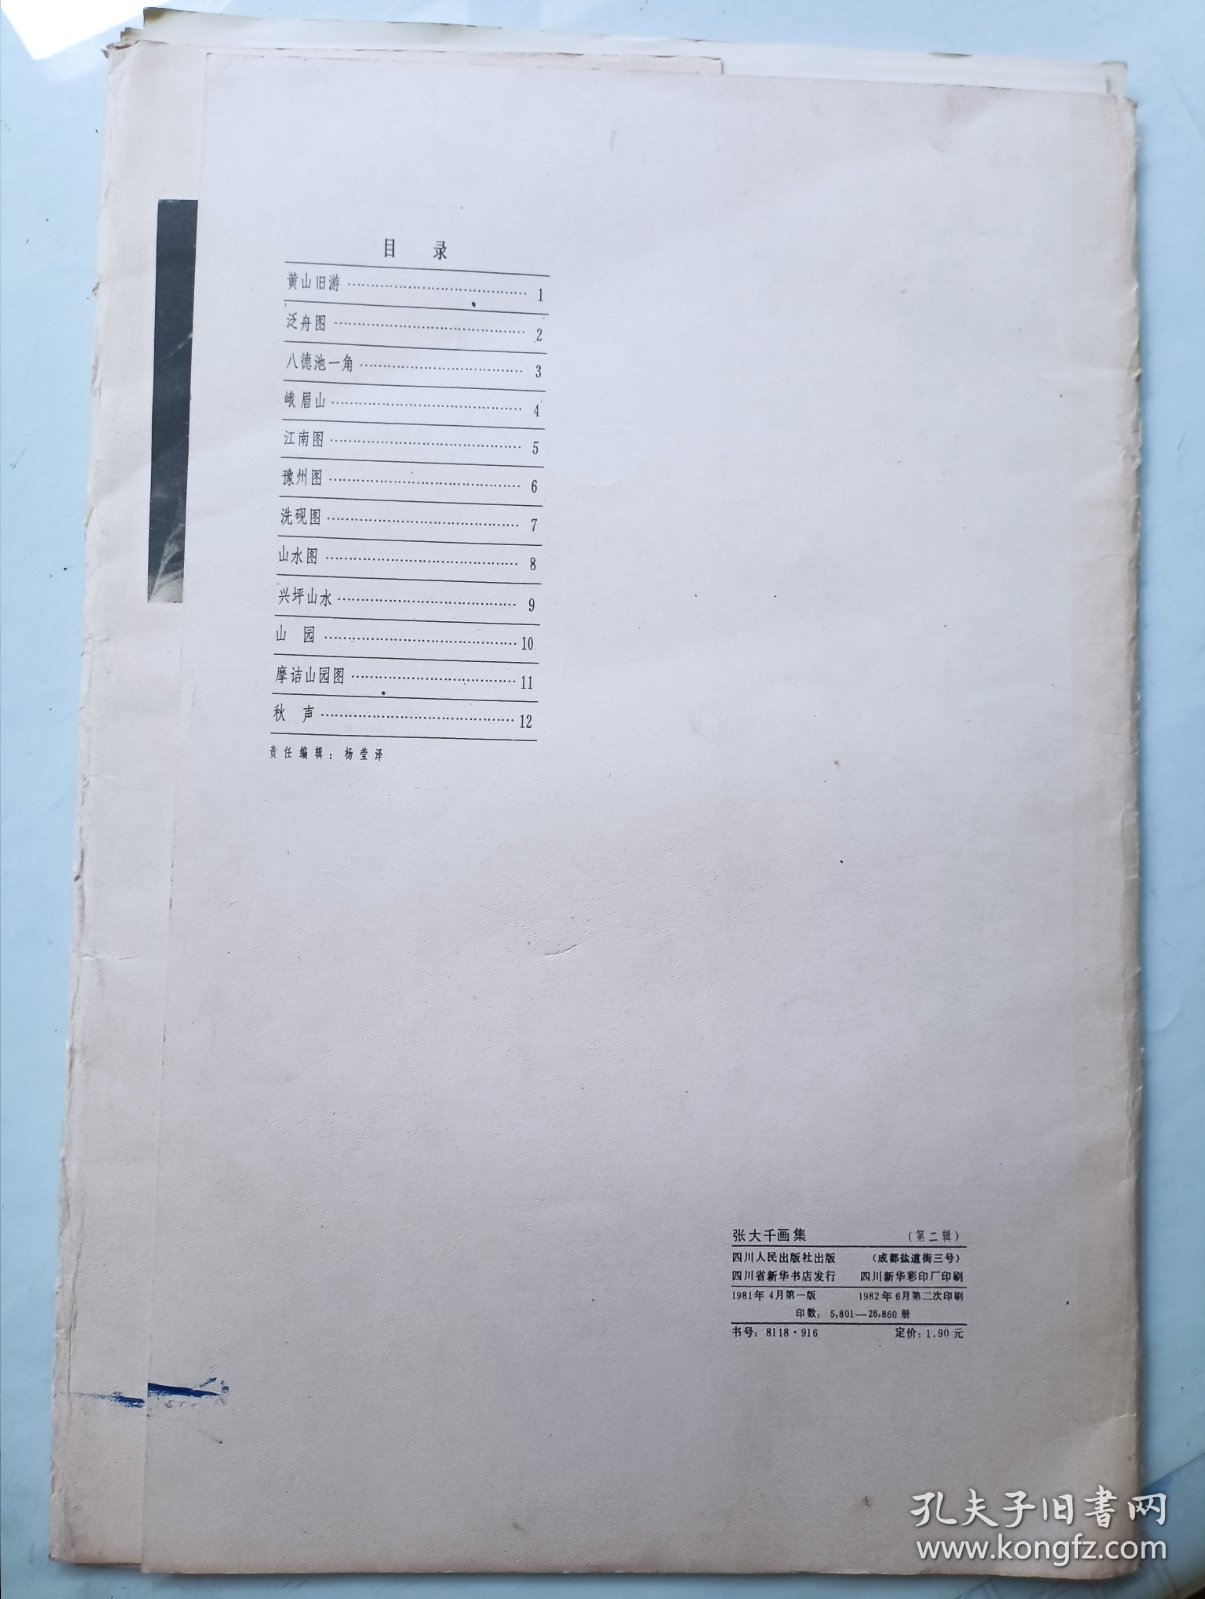 目 录
黄山旧游 …… 1
泛舟图 …… 2
八德池一角 …… 3
峨眉山 …… 4
江南图 …… 5
豫州图 …… 6
洗砚图 …… 7
山水图 …… 8
兴坪山水 …… 9
山 园 …… 10
摩诘山园图 …… 11
秋 声 …… 12
责任编辑：杨莹泽
张大千画集 （第二辑）
四川人民出版社出版 （成都盐道街三号）
四川省新华书店发行 四川新华彩印厂印刷
1981年4月第一版 1982年6月第二次印刷
印数：5,801—26,860册
书号：8118·916 定价：1.90元
孔夫子旧书网
www.kongfz.com